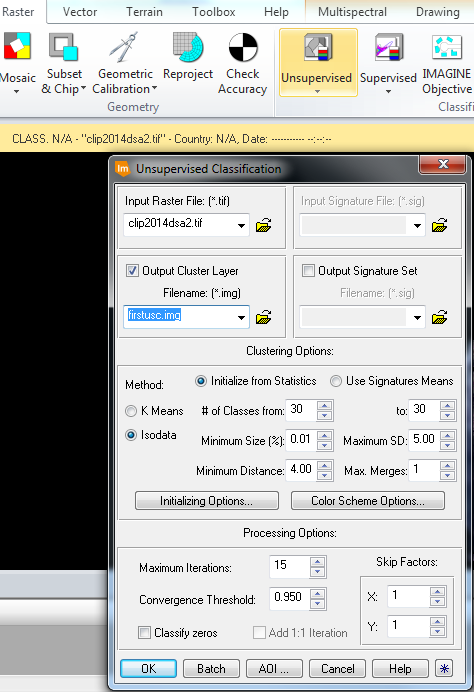 Raster Vector Terrain Toolbox Help Multispectral Drawing
Mosaic Subset & Chip Geometric Calibration Reproject Check Accuracy Unsupervised Supervised IMAGINE Objective
Geometry Classifi
CLASS. N/A - "clip2014dsa2.tif" - Country: N/A, Date: ----------- --:--:--
Im Unsupervised Classification
Input Raster File: (*.tif) Input Signature File: (*.sig)
clip2014dsa2.tif
Output Cluster Layer Output Signature Set
Filename: (*.img) Filename: (*.sig)
firstusc.img
Clustering Options:
Method: Initialize from Statistics Use Signatures Means
K Means # of Classes from: 30 to: 30
Isodata Minimum Size (%): 0.01 Maximum SD: 5.00
Minimum Distance: 4.00 Max. Merges: 1
Initializing Options... Color Scheme Options...
Processing Options:
Maximum Iterations: 15 Skip Factors:
Convergence Threshold: 0.950 X: 1
Classify zeros Add 1:1 Iteration Y: 1
OK Batch AOI ... Cancel Help